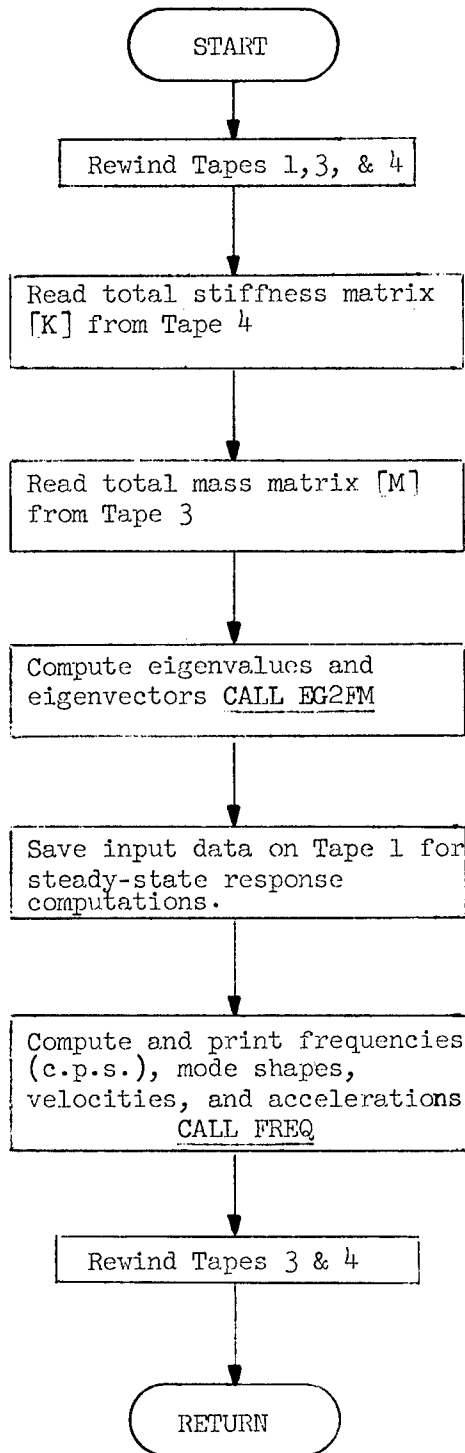 START
Rewind Tapes 1,3, & 4
Read total stiffness matrix
[K] from Tape 4
Read total mass matrix [M]
from Tape 3
Compute eigenvalues and
eigenvectors CALL EG2FM
Save input data on Tape 1 for
steady-state response
computations.
Compute and print frequencies
(c.p.s.), mode shapes,
velocities, and accelerations
CALL FREQ
Rewind Tapes 3 & 4
RETURN